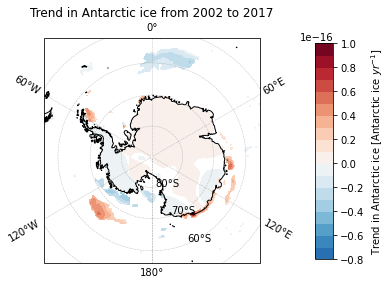 Trend in Antarctic ice from 2002 to 2017
0°
1e−16
60°W
60°E
1.0
0.8
0.6
0.4
0.2
0.0
−0.2
−0.4
−0.6
−0.8
Trend in Antarctic ice [Antarctic ice yr⁻¹]
80°S
70°S
60°S
120°W
120°E
180°